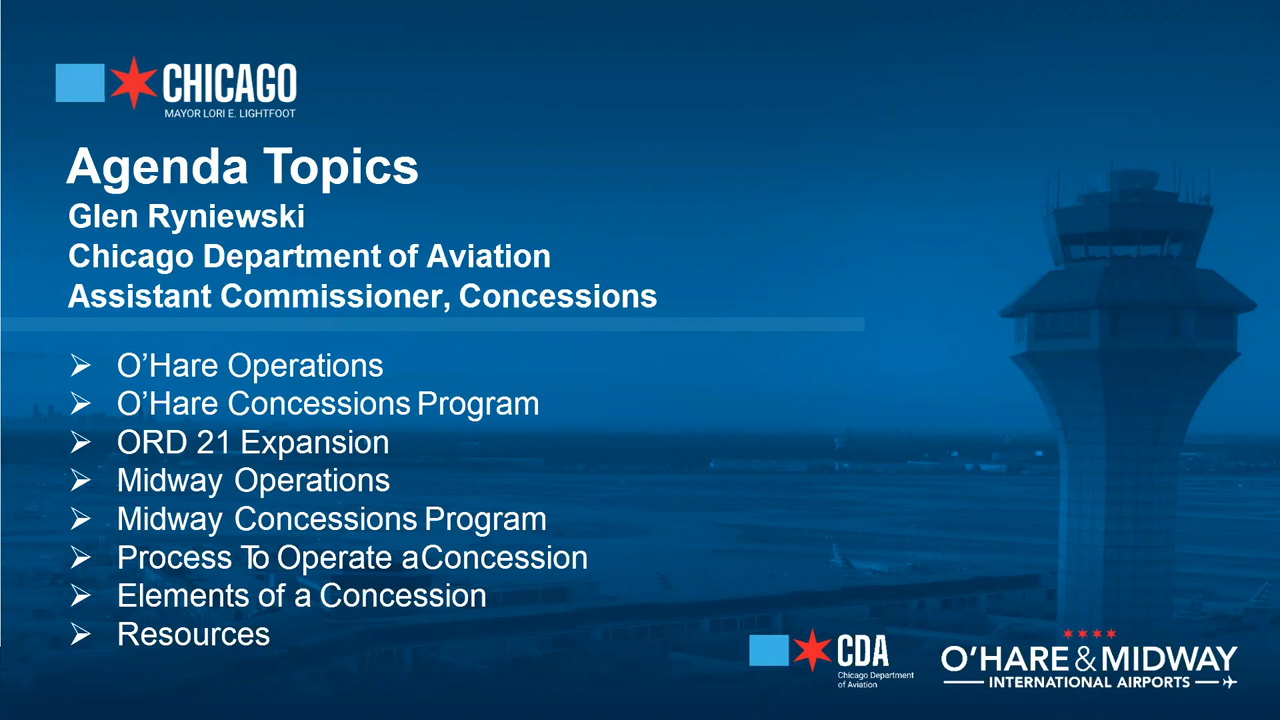 CHICAGO
MAYOR LORI E. LIGHTFOOT
Agenda Topics
Glen Ryniewski
Chicago Department of Aviation
Assistant Commissioner, Concessions
➢ O’Hare Operations
➢ O’Hare Concessions Program
➢ ORD 21 Expansion
➢ Midway Operations
➢ Midway Concessions Program
➢ Process To Operate aConcession
➢ Elements of a Concession
➢ Resources
CDA
Chicago Department
of Aviation
O’HARE & MIDWAY
INTERNATIONAL AIRPORTS